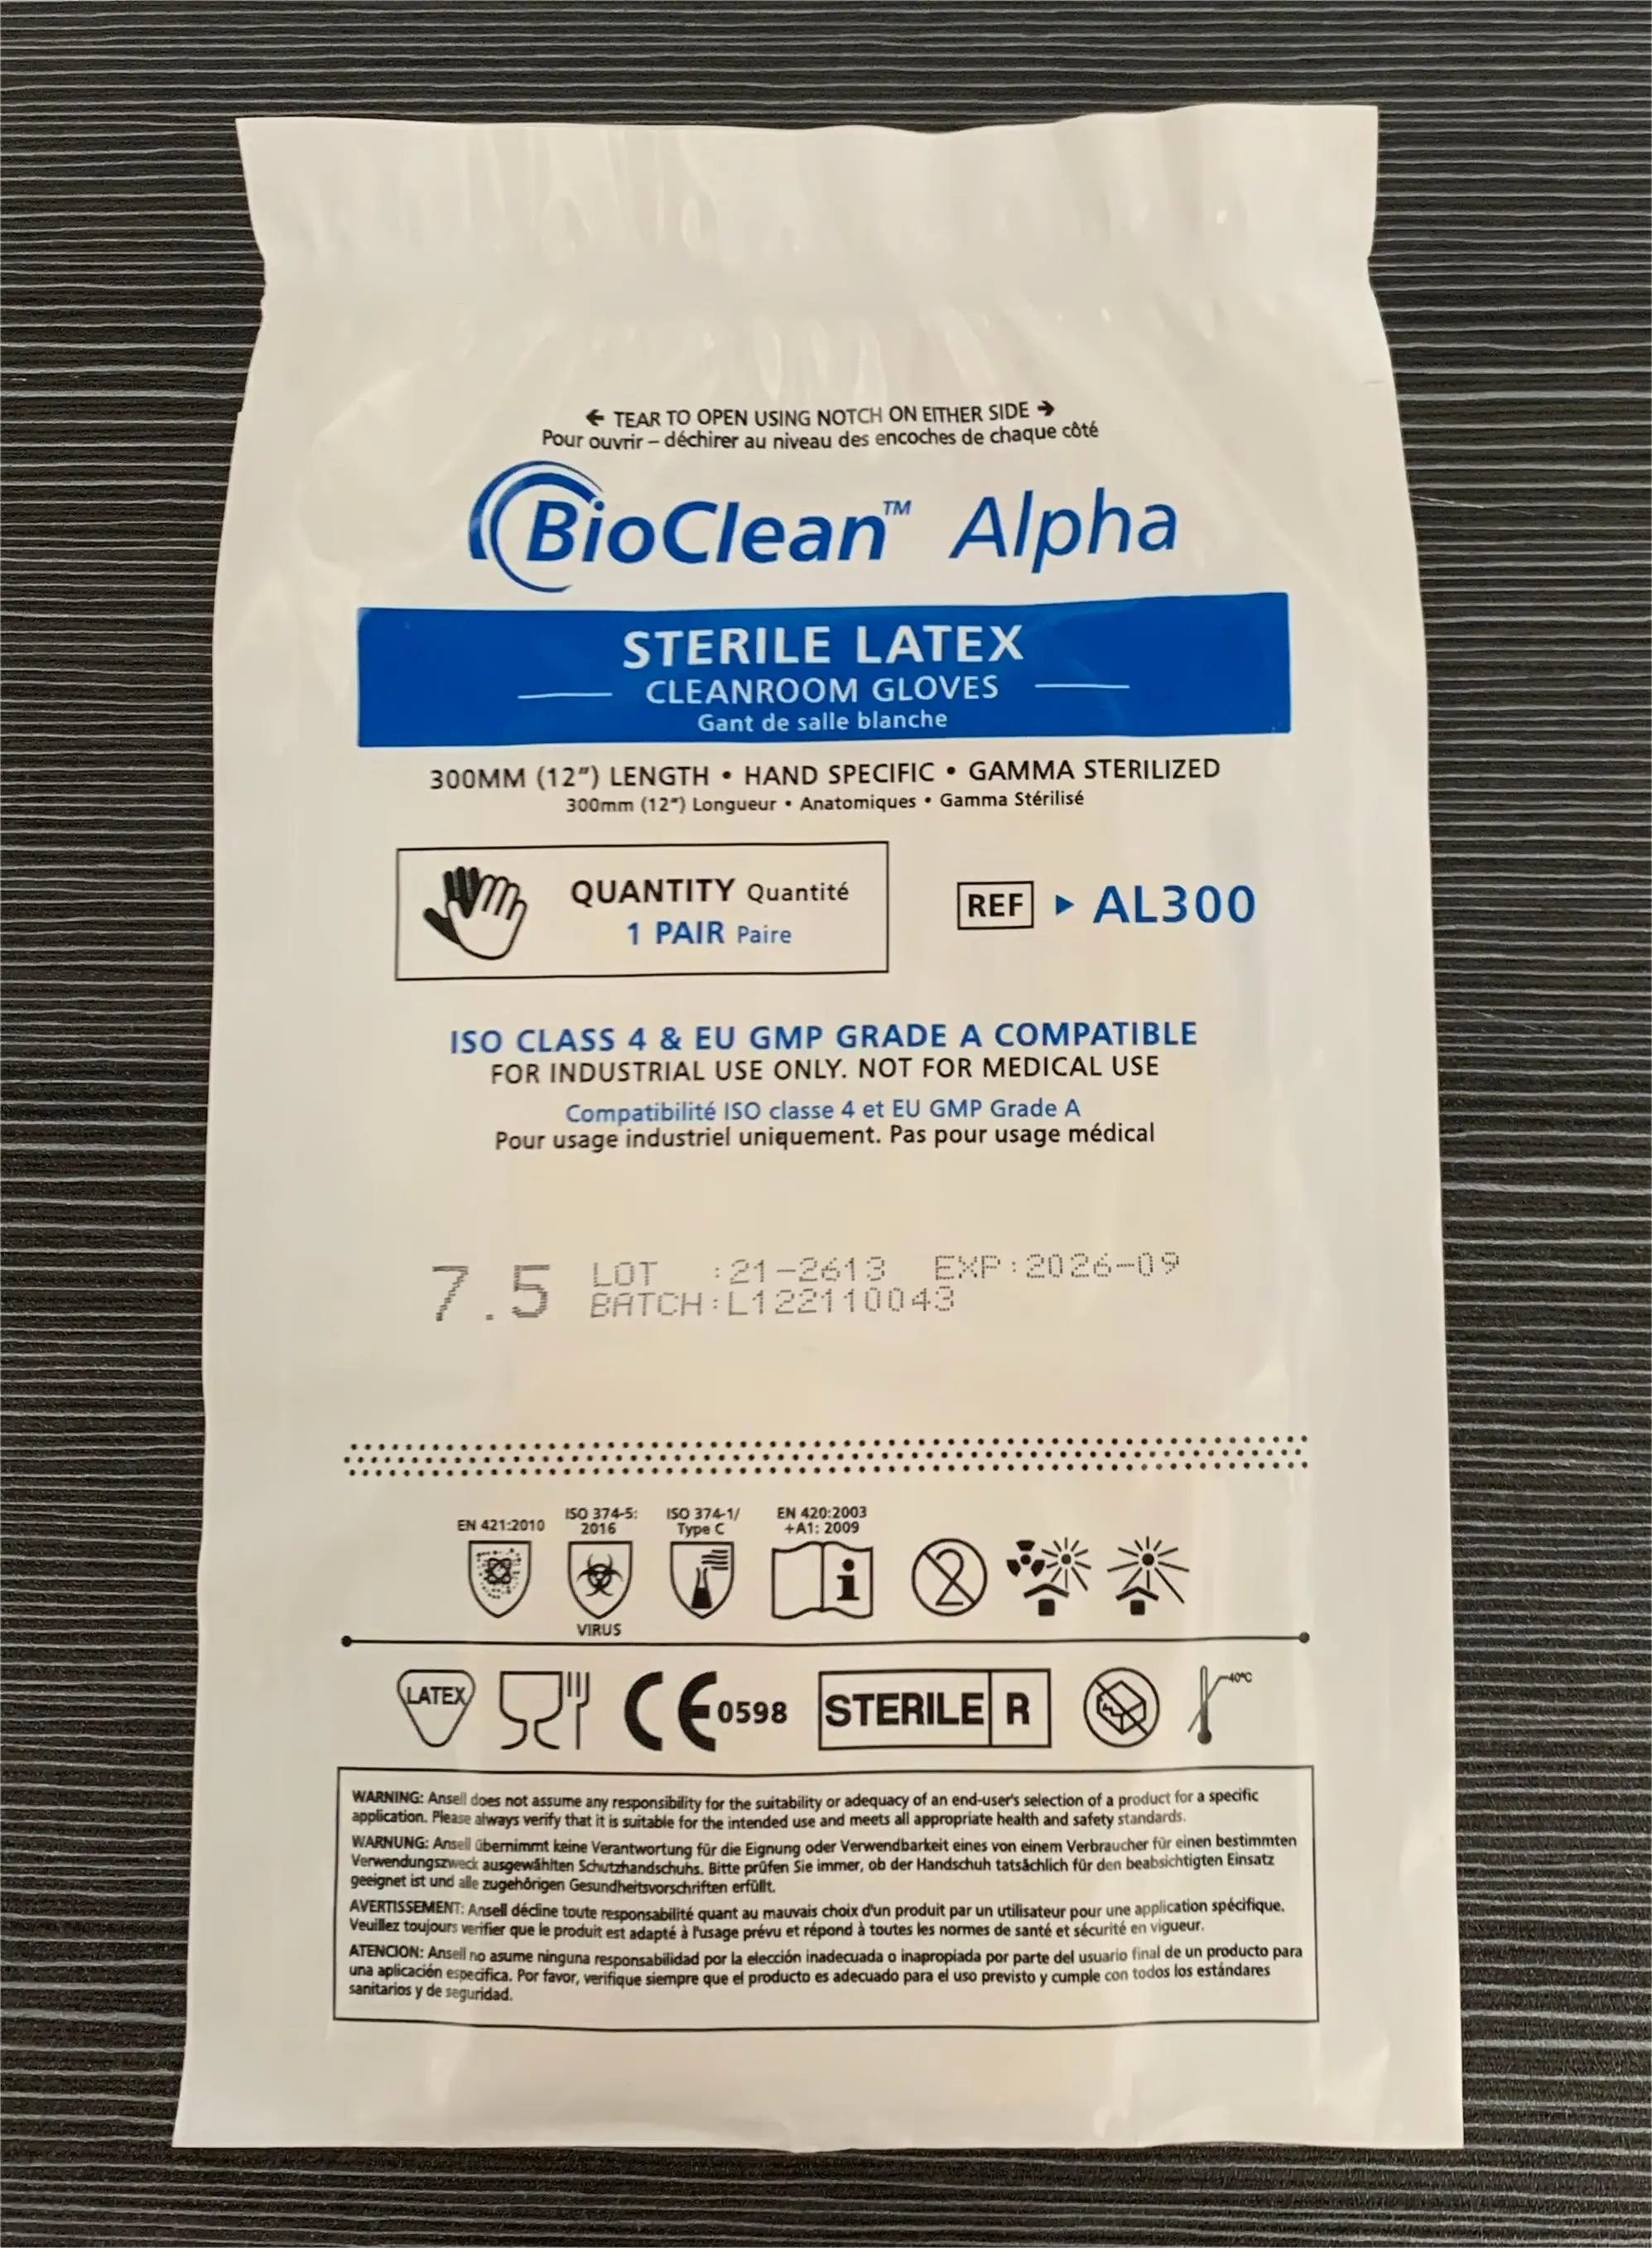 ← TEAR TO OPEN USING NOTCH ON EITHER SIDE →
Pour ouvrir – déchirer au niveau des encoches de chaque côté
BioClean™ Alpha
STERILE LATEX
CLEANROOM GLOVES
Gant de salle blanche
300MM (12") LENGTH • HAND SPECIFIC • GAMMA STERILIZED
300mm (12") Longueur • Anatomiques • Gamma Stérilisé
QUANTITY Quantité
1 PAIR Paire
REF ▸ AL300
ISO CLASS 4 & EU GMP GRADE A COMPATIBLE
FOR INDUSTRIAL USE ONLY. NOT FOR MEDICAL USE
Compatibilité ISO classe 4 et EU GMP Grade A
Pour usage industriel uniquement. Pas pour usage médical
7.5
LOT :21-2613 EXP:2026-09
BATCH:L122110043
EN 421:2010
ISO 374-5:
2016
VIRUS
ISO 374-1/
Type C
EN 420:2003
+A1: 2009
i
2
LATEX
CE 0598
STERILE R
40°C
WARNING: Ansell does not assume any responsibility for the suitability or adequacy of an end-user's selection of a product for a specific
application. Please always verify that it is suitable for the intended use and meets all appropriate health and safety standards.
WARNUNG: Ansell übernimmt keine Verantwortung für die Eignung oder Verwendbarkeit eines von einem Verbraucher für einen bestimmten
Verwendungszweck ausgewählten Schutzhandschuhs. Bitte prüfen Sie immer, ob der Handschuh tatsächlich für den beabsichtigten Einsatz
geeignet ist und alle zugehörigen Gesundheitsvorschriften erfüllt.
AVERTISSEMENT: Ansell décline toute responsabilité quant au mauvais choix d'un produit par un utilisateur pour une application spécifique.
Veuillez toujours verifier que le produit est adapté à l'usage prévu et répond à toutes les normes de santé et sécurité en vigueur.
ATENCION: Ansell no asume ninguna responsabilidad por la elección inadecuada o inapropiada por parte del usuario final de un producto para
una aplicación especifica. Por favor, verifique siempre que el producto es adecuado para el uso previsto y cumple con todos los estándares
sanitarios y de seguridad.